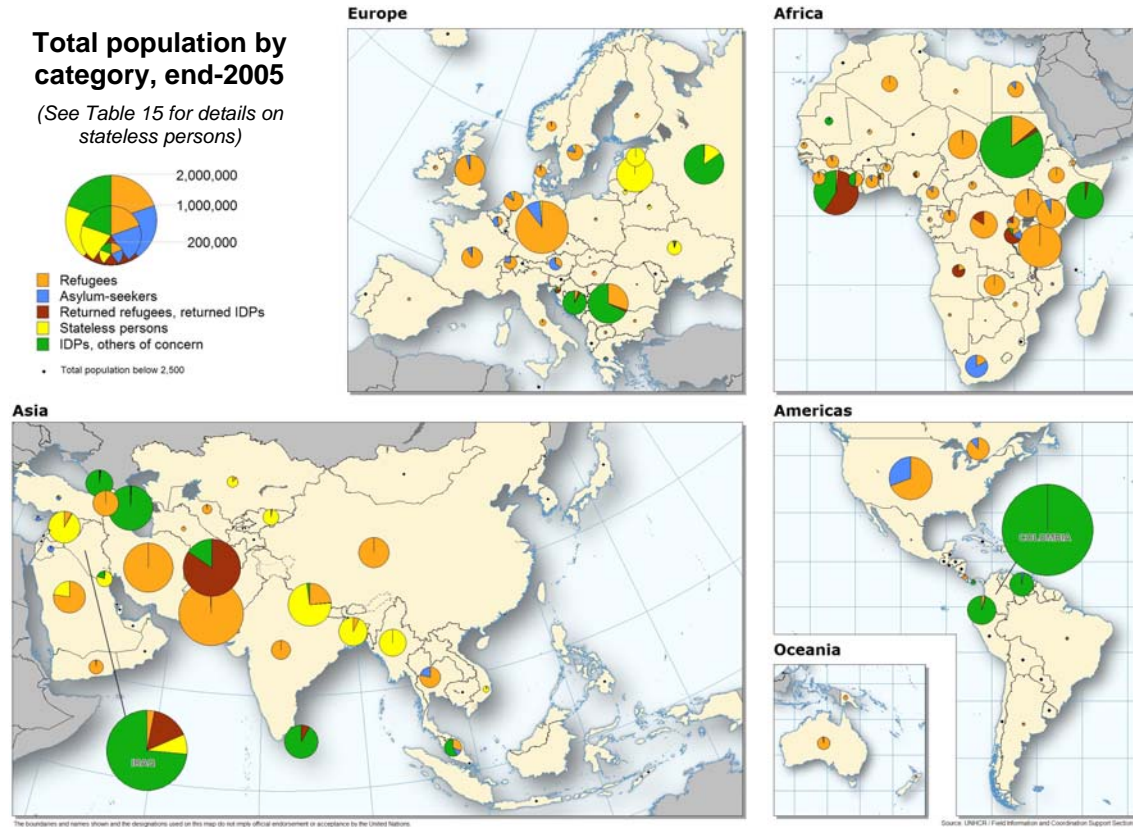 Total population by
category, end-2005
(See Table 15 for details on
stateless persons)
2,000,000
1,000,000
200,000
Refugees
Asylum-seekers
Returned refugees, returned IDPs
Stateless persons
IDPs, others of concern
Total population below 2,500
Europe
Africa
Asia
IRAQ
Americas
COLOMBIA
Oceania
The boundaries and names shown and the designations used on this map do not imply official endorsement or acceptance by the United Nations.
Source: UNHCR / Field Information and Coordination Support Section